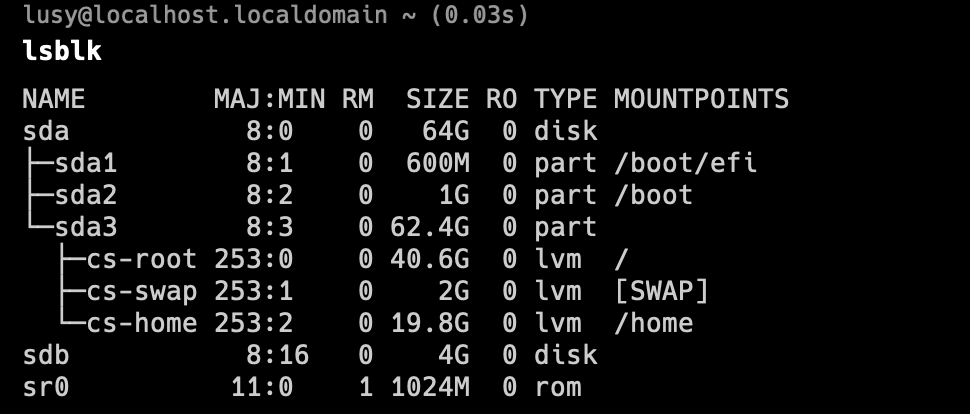 lusy@localhost.localdomain ~ (0.03s)
lsblk
NAME        MAJ:MIN RM  SIZE RO TYPE MOUNTPOINTS
sda           8:0    0   64G  0 disk
├─sda1        8:1    0  600M  0 part /boot/efi
├─sda2        8:2    0    1G  0 part /boot
└─sda3        8:3    0 62.4G  0 part
  ├─cs-root 253:0    0 40.6G  0 lvm  /
  ├─cs-swap 253:1    0    2G  0 lvm  [SWAP]
  └─cs-home 253:2    0 19.8G  0 lvm  /home
sdb           8:16   0    4G  0 disk
sr0          11:0    1 1024M  0 rom